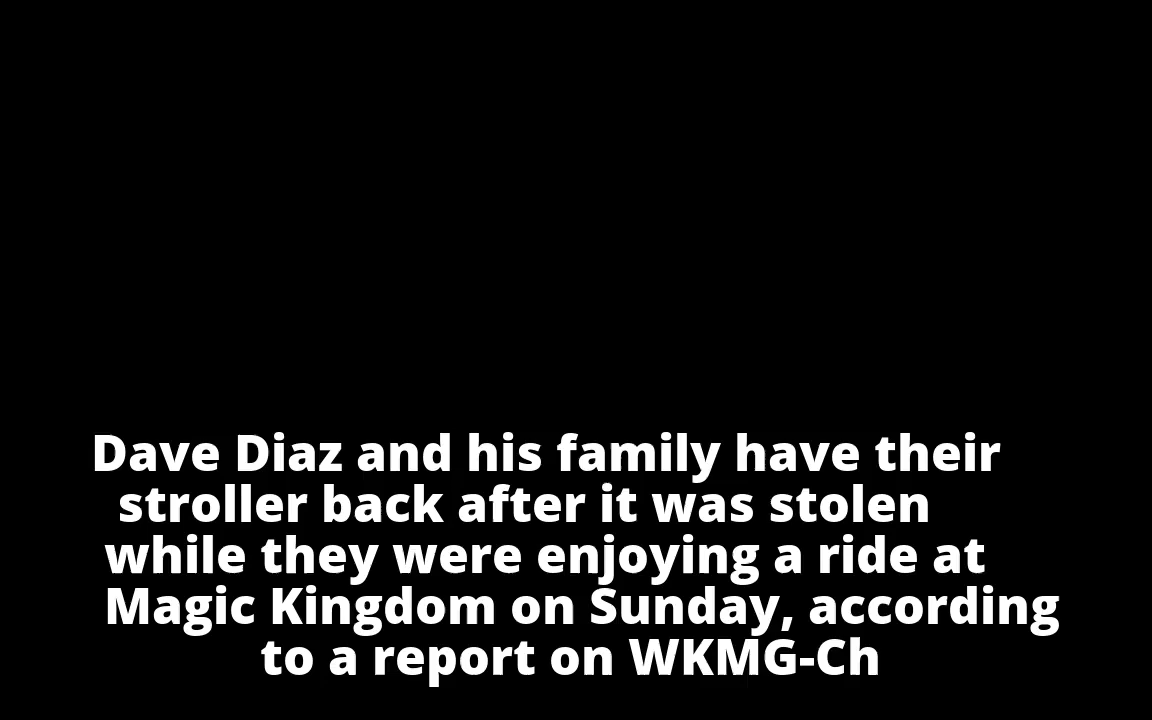 Dave Diaz and his family have their
stroller back after it was stolen
while they were enjoying a ride at
Magic Kingdom on Sunday, according
to a report on WKMG-Ch